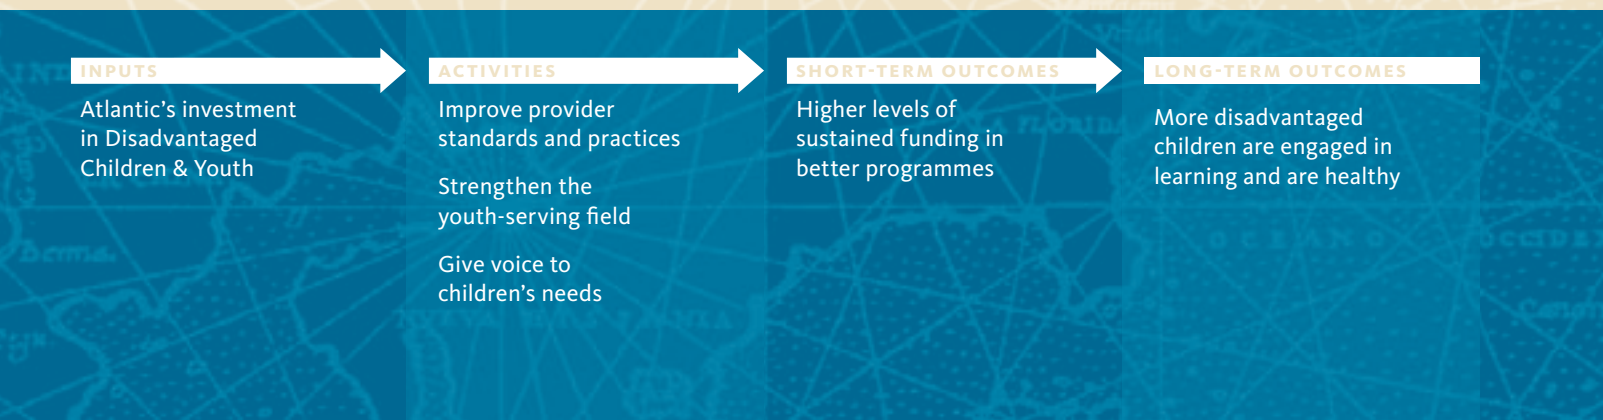 INPUTS
Atlantic’s investment
in Disadvantaged
Children & Youth
ACTIVITIES
Improve provider
standards and practices
Strengthen the
youth-serving field
Give voice to
children’s needs
SHORT-TERM OUTCOMES
Higher levels of
sustained funding in
better programmes
LONG-TERM OUTCOMES
More disadvantaged
children are engaged in
learning and are healthy
OCEANO